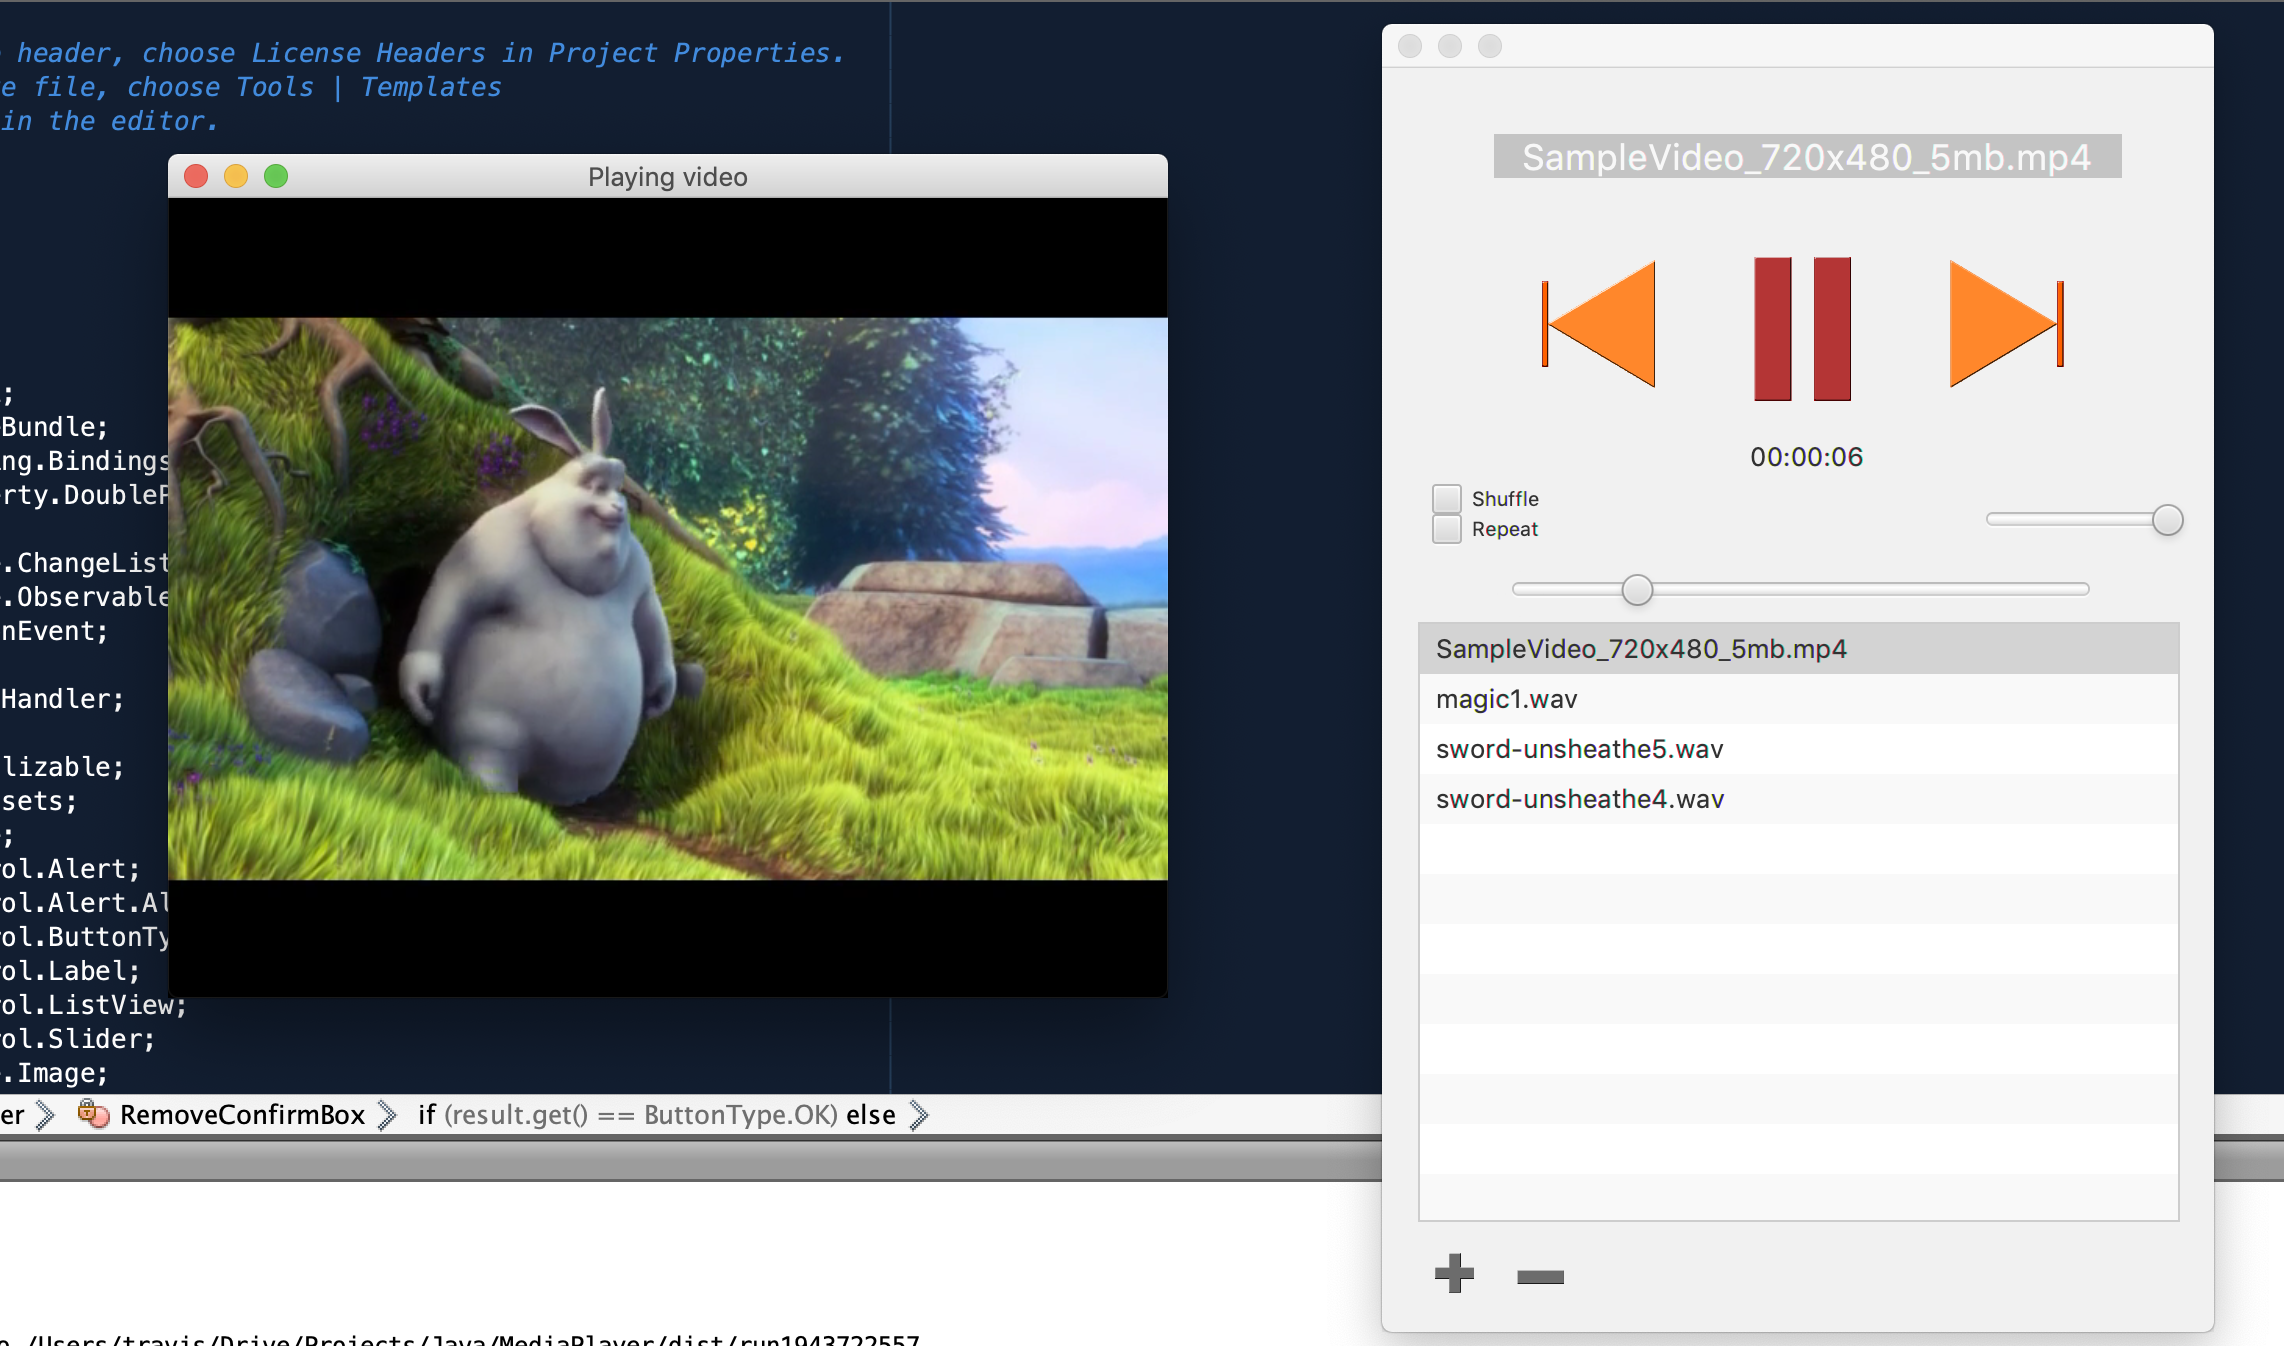 header, choose License Headers in Project Properties.
e file, choose Tools | Templates
in the editor.
;
Bundle;
ng.Bindings
rty.DoubleP
.ChangeList
.Observable
nEvent;
Handler;
lizable;
sets;
;
ol.Alert;
ol.Alert.Al
ol.ButtonTy
ol.Label;
ol.ListView;
ol.Slider;
.Image;
er RemoveConfirmBox if (result.get() == ButtonType.OK) else
o /Users/travis/Drive/Projects/Java/MediaPlayer/dist/run1943722557
Playing video
SampleVideo_720x480_5mb.mp4
00:00:06
Shuffle
Repeat
SampleVideo_720x480_5mb.mp4
magic1.wav
sword-unsheathe5.wav
sword-unsheathe4.wav